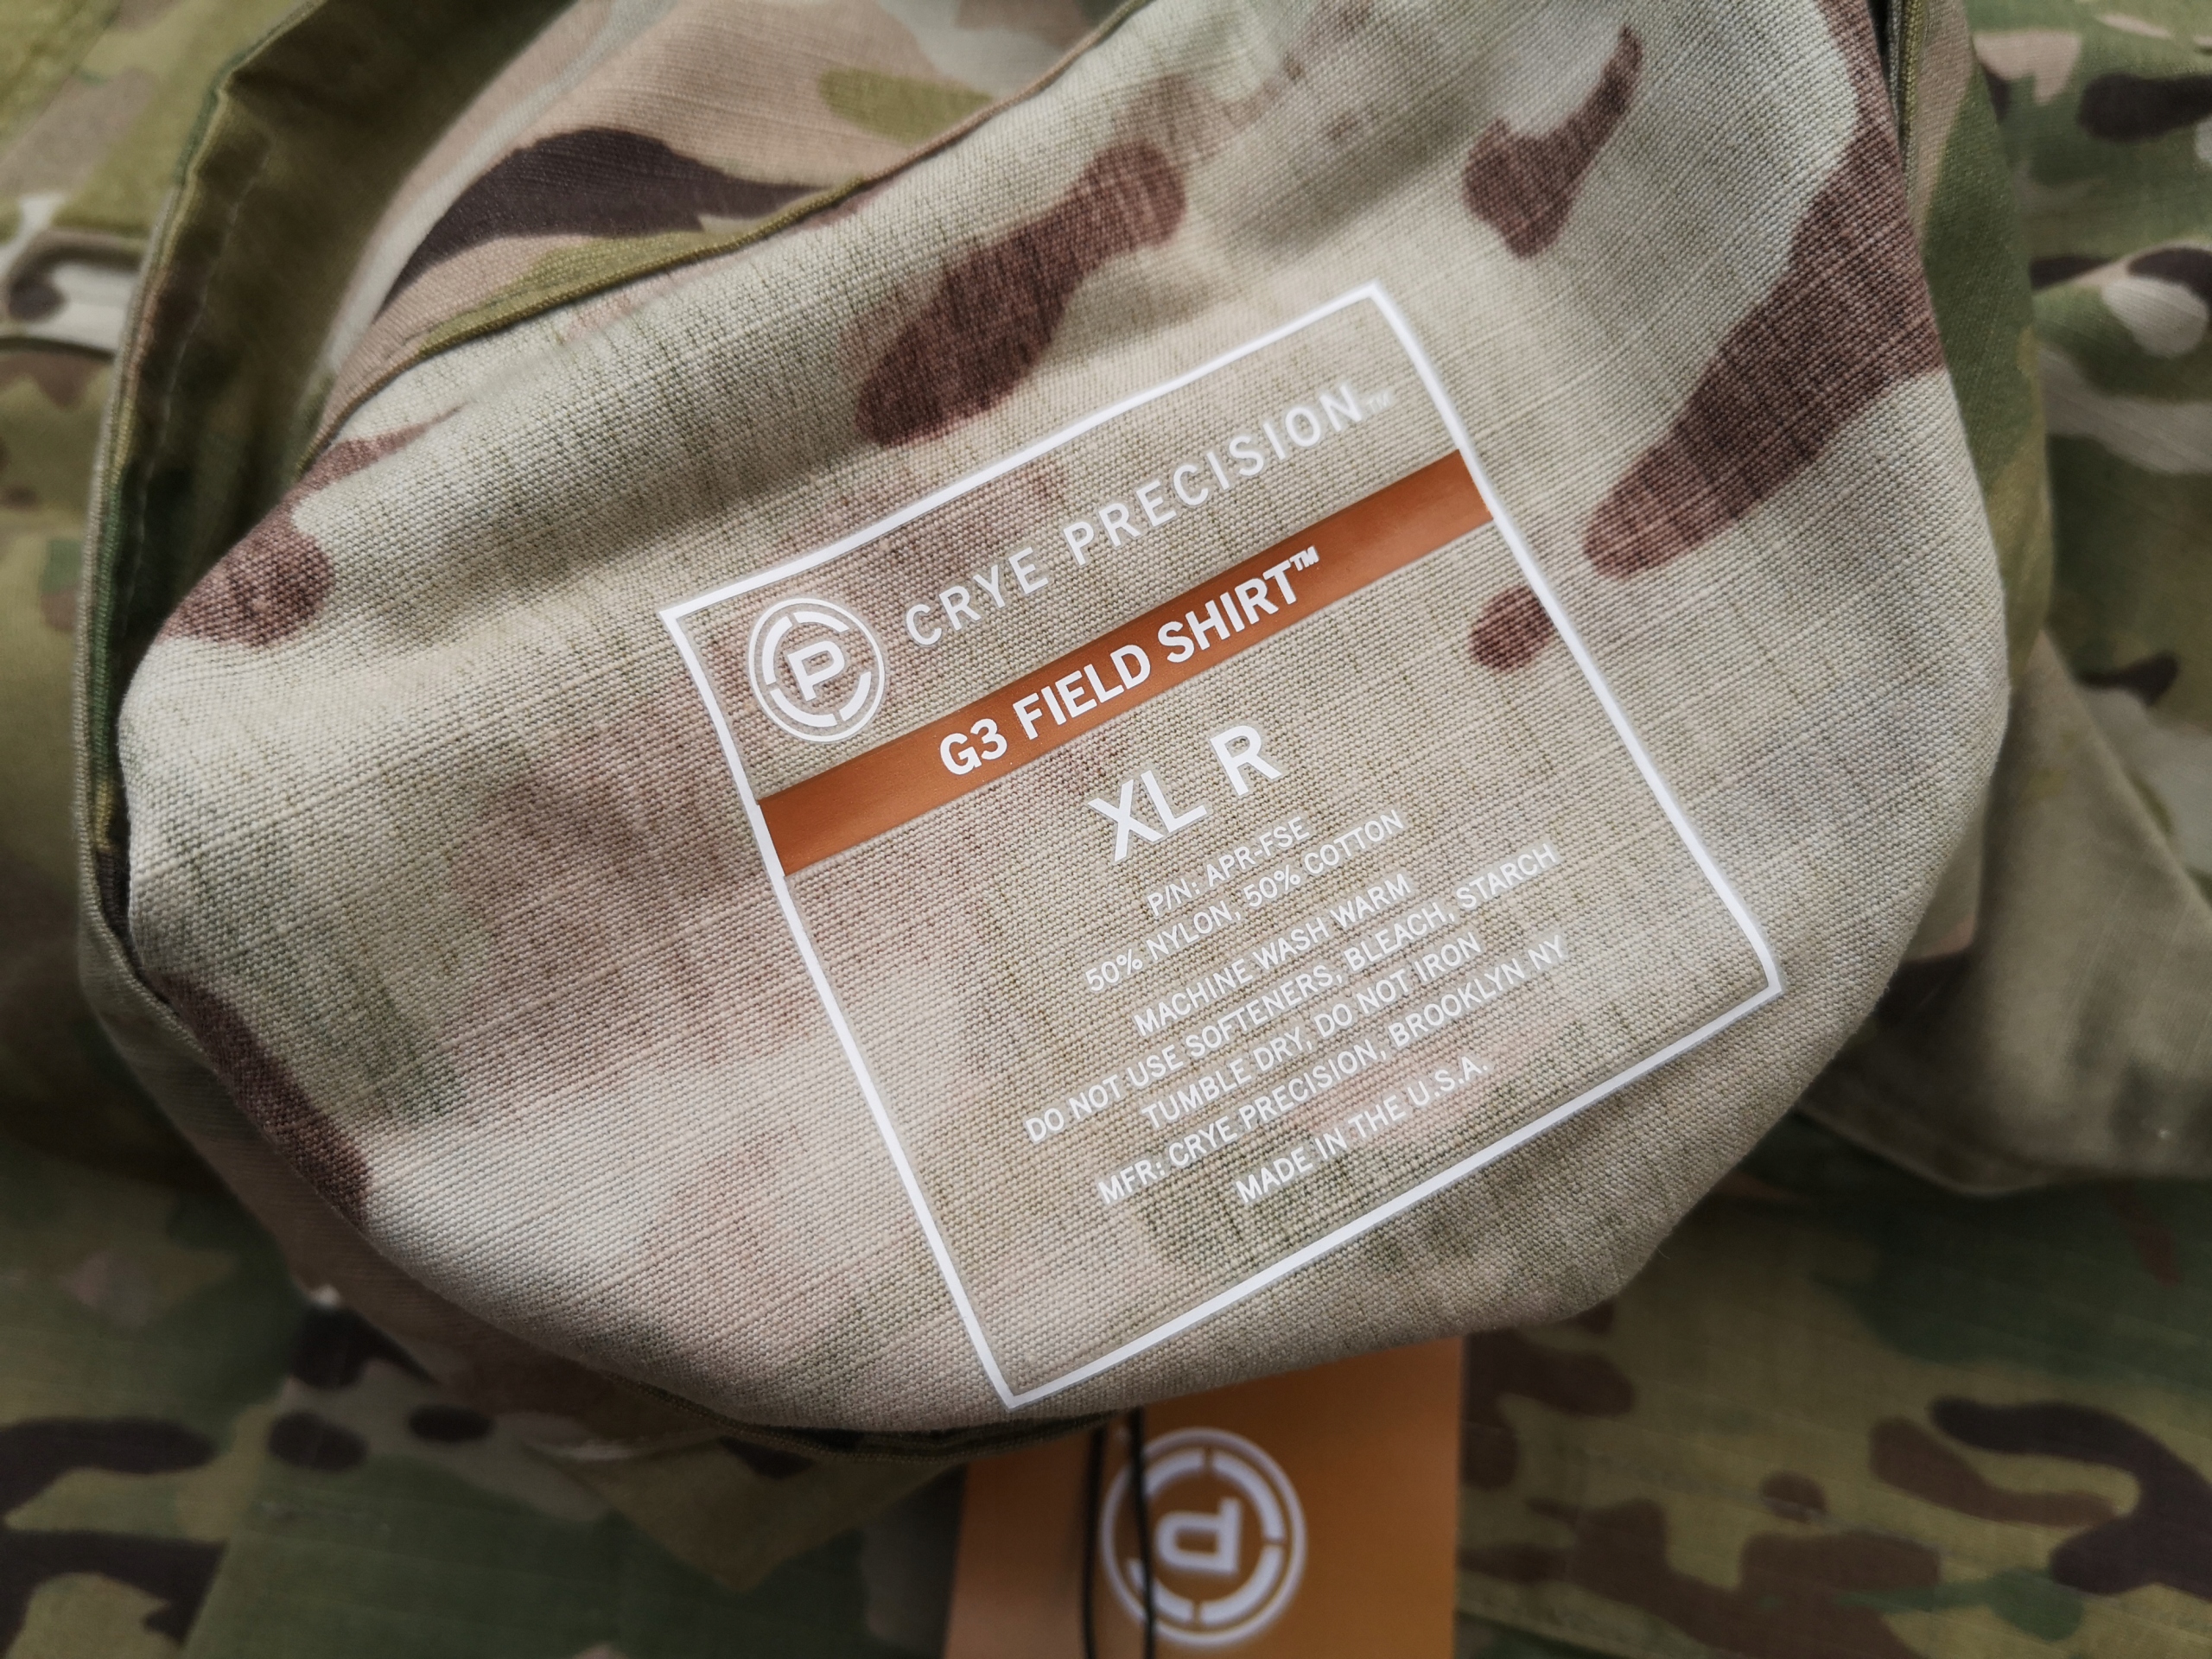 CRYE PRECISION™
G3 FIELD SHIRT™
XL R
P/N: APR-FSE
50% NYLON, 50% COTTON
MACHINE WASH WARM
DO NOT USE SOFTENERS, BLEACH, STARCH
TUMBLE DRY, DO NOT IRON
MFR: CRYE PRECISION, BROOKLYN NY
MADE IN THE U.S.A.